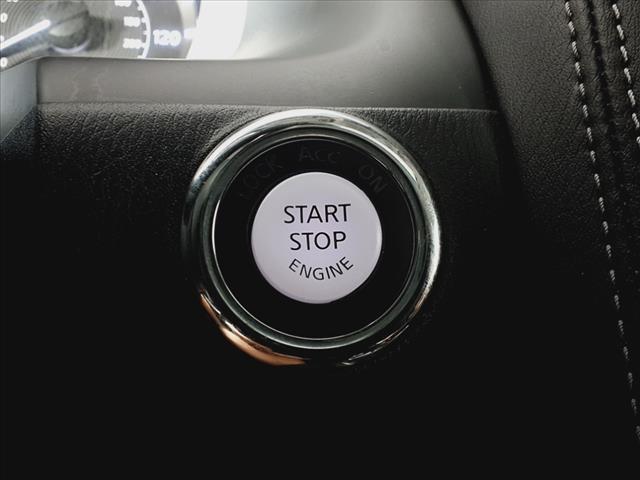 120
LOCK ACC ON
START
STOP
ENGINE